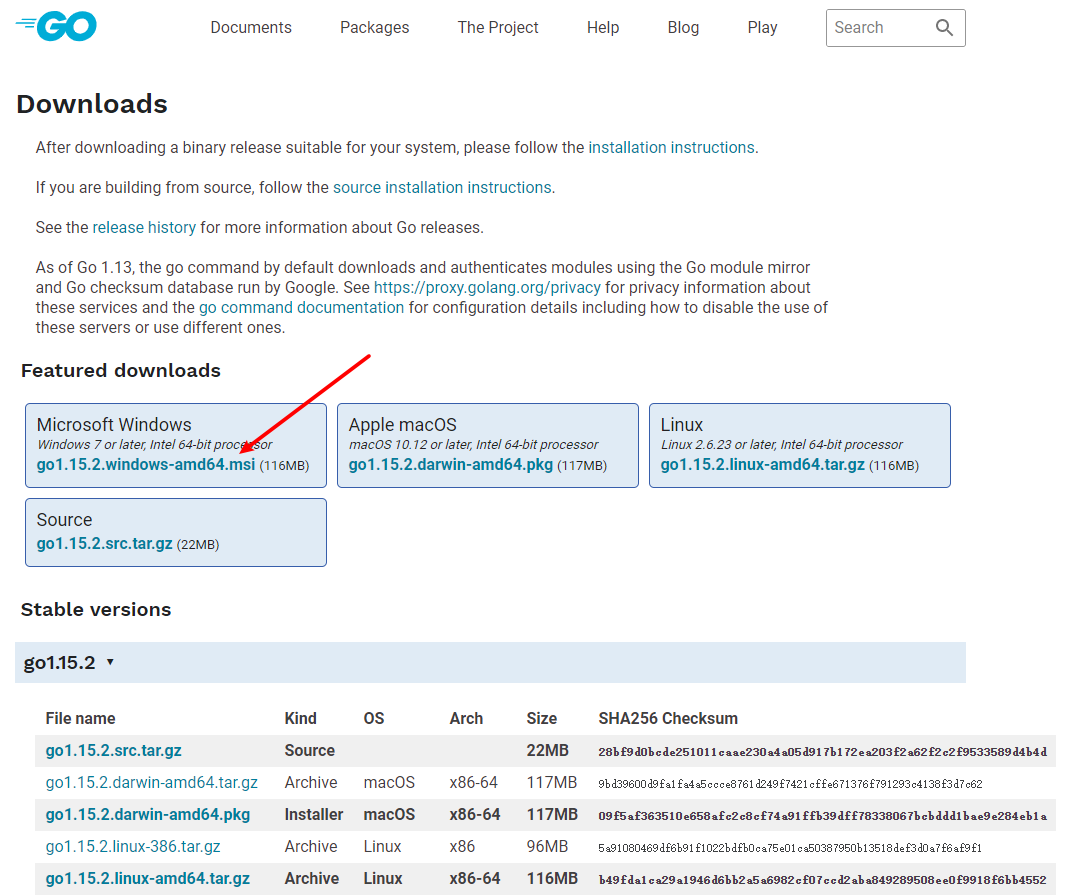 GO
Documents Packages The Project Help Blog Play Search
Downloads
After downloading a binary release suitable for your system, please follow the installation instructions.
If you are building from source, follow the source installation instructions.
See the release history for more information about Go releases.
As of Go 1.13, the go command by default downloads and authenticates modules using the Go module mirror
and Go checksum database run by Google. See https://proxy.golang.org/privacy for privacy information about
these services and the go command documentation for configuration details including how to disable the use of
these servers or use different ones.
Featured downloads
Microsoft Windows
Windows 7 or later, Intel 64-bit processor
go1.15.2.windows-amd64.msi (116MB)
Apple macOS
macOS 10.12 or later, Intel 64-bit processor
go1.15.2.darwin-amd64.pkg (117MB)
Linux
Linux 2.6.23 or later, Intel 64-bit processor
go1.15.2.linux-amd64.tar.gz (116MB)
Source
go1.15.2.src.tar.gz (22MB)
Stable versions
go1.15.2 ▾
File name Kind OS Arch Size SHA256 Checksum
go1.15.2.src.tar.gz Source 22MB 28bf9d0bcde251011caae230a4a05d917b172ea203f2a62f2c2f9533589d4b4d
go1.15.2.darwin-amd64.tar.gz Archive macOS x86-64 117MB 9bd39600d9fa1fa4a5ccce8761d249f7421cffe671376f791293c4138f3d7c62
go1.15.2.darwin-amd64.pkg Installer macOS x86-64 117MB 09f5af363510e658afc2c8cf74a91ffb39dff78338067bcbddd1bae9e284eb1a
go1.15.2.linux-386.tar.gz Archive Linux x86 96MB 5a91080469df6b91f1022bdfb0ca75e01ca50387950b13518def3d0a7f6af9f1
go1.15.2.linux-amd64.tar.gz Archive Linux x86-64 116MB b49fda1ca29a1946d6bb2a5a6982cf07ccd2aba849289508ee0f9918f6bb4552